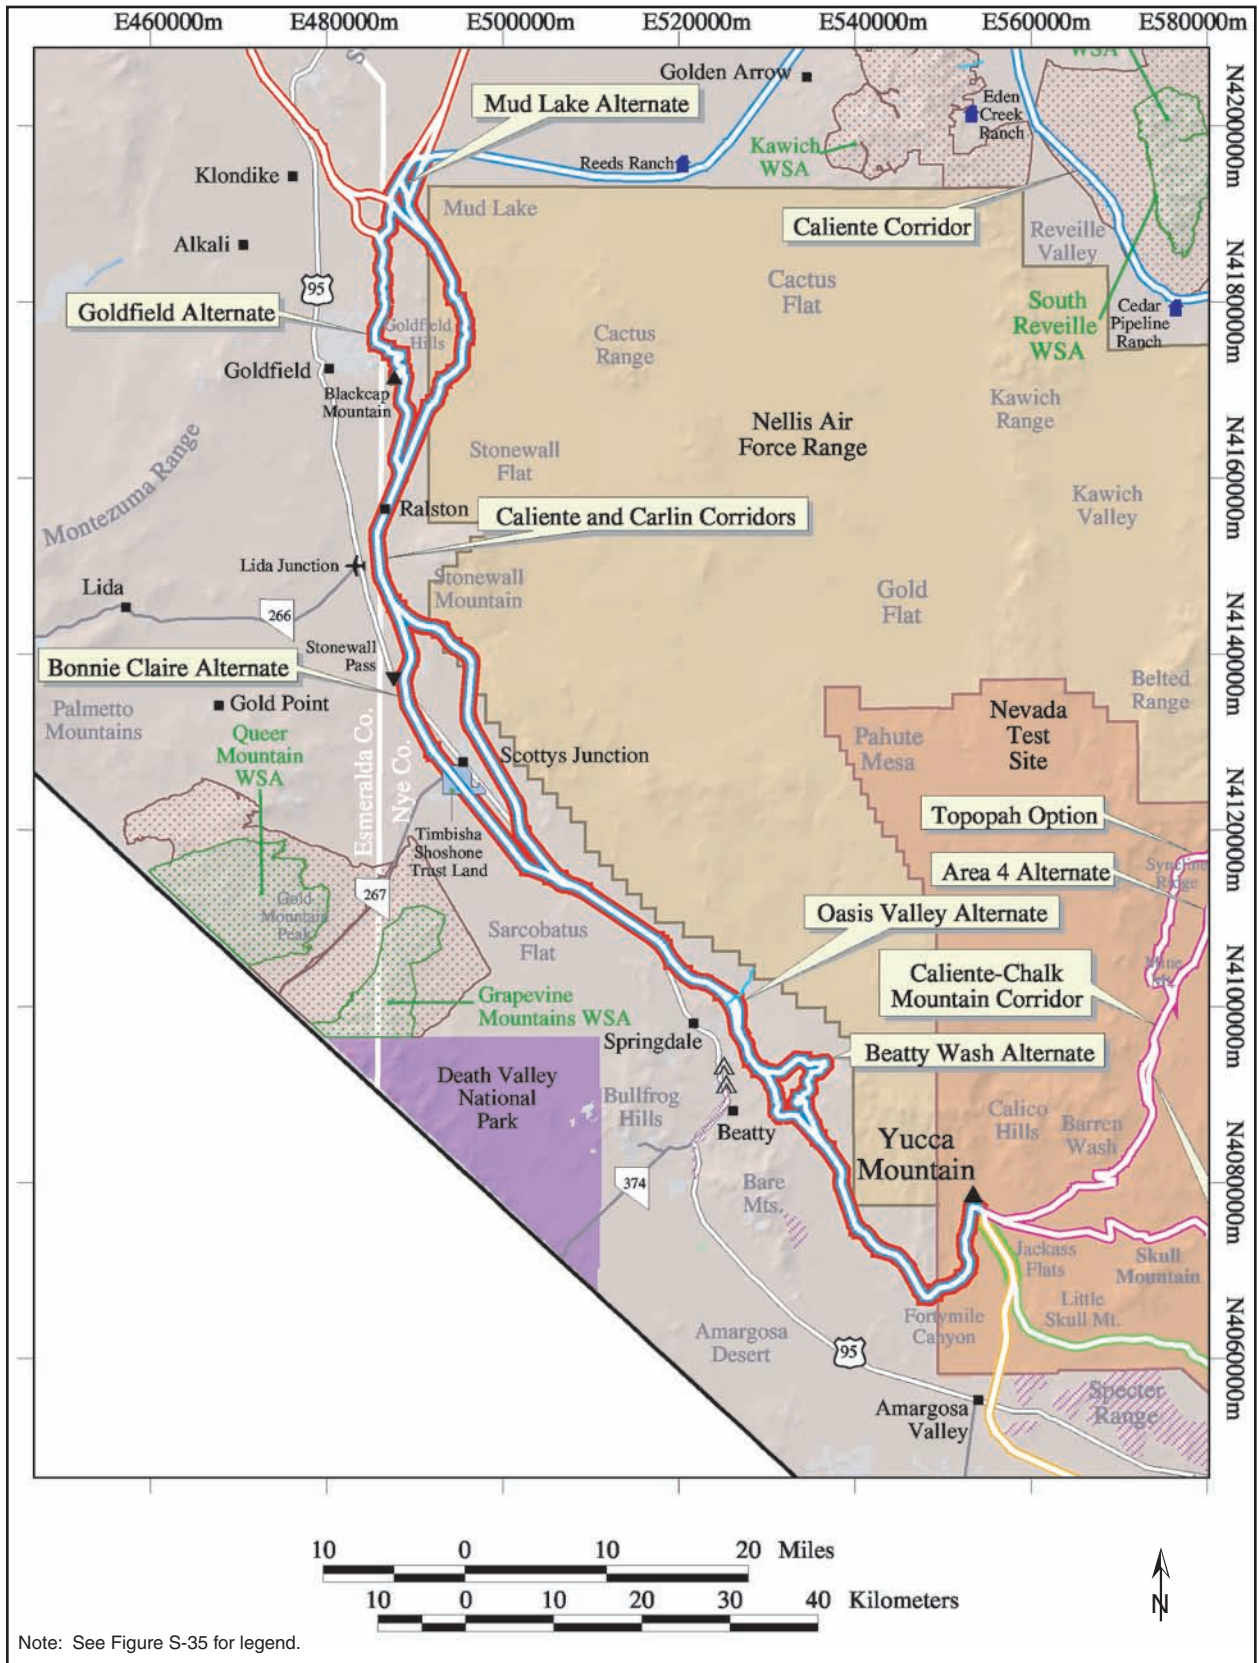 E460000m E480000m E500000m E520000m E540000m E560000m E580000m
WSA
Golden Arrow
Mud Lake Alternate
Eden
Creek
Ranch
N4200000m
Kawich
WSA
Reeds Ranch
Klondike
Mud Lake
Caliente Corridor
Reveille
Valley
Alkali
95
Cactus
Flat
N4180000m
Goldfield Alternate
South
Reveille
WSA
Cedar
Pipeline
Ranch
Goldfield
Hills
Cactus
Range
Goldfield
Blackcap
Mountain
Kawich
Range
Nellis Air
Force Range
Montezuma Range
Stonewall
Flat
N4160000m
Kawich
Valley
Ralston
Caliente and Carlin Corridors
Lida Junction
Stonewall
Mountain
Lida
266
Gold
Flat
N4140000m
Stonewall
Pass
Bonnie Claire Alternate
Belted
Range
Palmetto
Mountains
Gold Point
Queer
Mountain
WSA
Nevada
Test
Site
Pahute
Mesa
Esmeralda Co.
Nye Co.
Scottys Junction
Topopah Option
N4120000m
Timbisha
Shoshone
Trust Land
Area 4 Alternate
Syncline
Ridge
267
Gold
Mountain
Peak
Oasis Valley Alternate
Sarcobatus
Flat
Caliente-Chalk
Mountain Corridor
Mine
Mt.
Grapevine
Mountains WSA
N4100000m
Springdale
Beatty Wash Alternate
Death Valley
National
Park
Bullfrog
Hills
Calico
Hills
Barren
Wash
Beatty
Yucca
Mountain
374
Bare
Mts.
N4080000m
Jackass
Flats
Skull
Mountain
Little
Skull Mt.
Fortymile
Canyon
Amargosa
Desert
95
N4060000m
Specter
Range
Amargosa
Valley
10 0 10 20 Miles
10 0 10 20 30 40 Kilometers
N
Note: See Figure S-35 for legend.